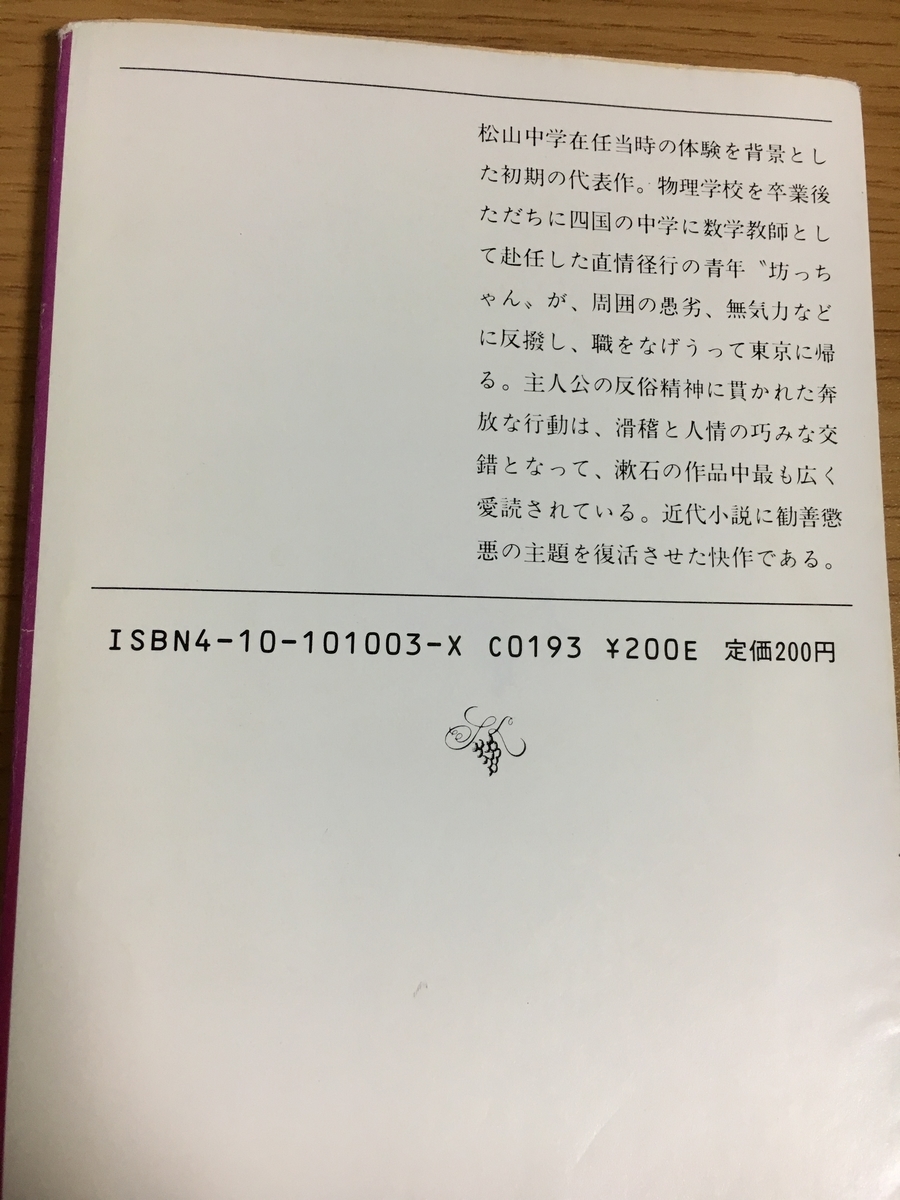 松山中学在任当時の体験を背景とし
た初期の代表作。物理学校を卒業後
ただちに四国の中学に数学教師とし
て赴任した直情径行の青年〝坊っち
ゃん〟が、周囲の愚劣、無気力など
に反撥し、職をなげうって東京に帰
る。主人公の反俗精神に貫かれた奔
放な行動は、滑稽と人情の巧みな交
錯となって、漱石の作品中最も広く
愛読されている。近代小説に勧善懲
悪の主題を復活させた快作である。
ISBN4-10-101003-X C0193 ¥200E 定価200円
SK